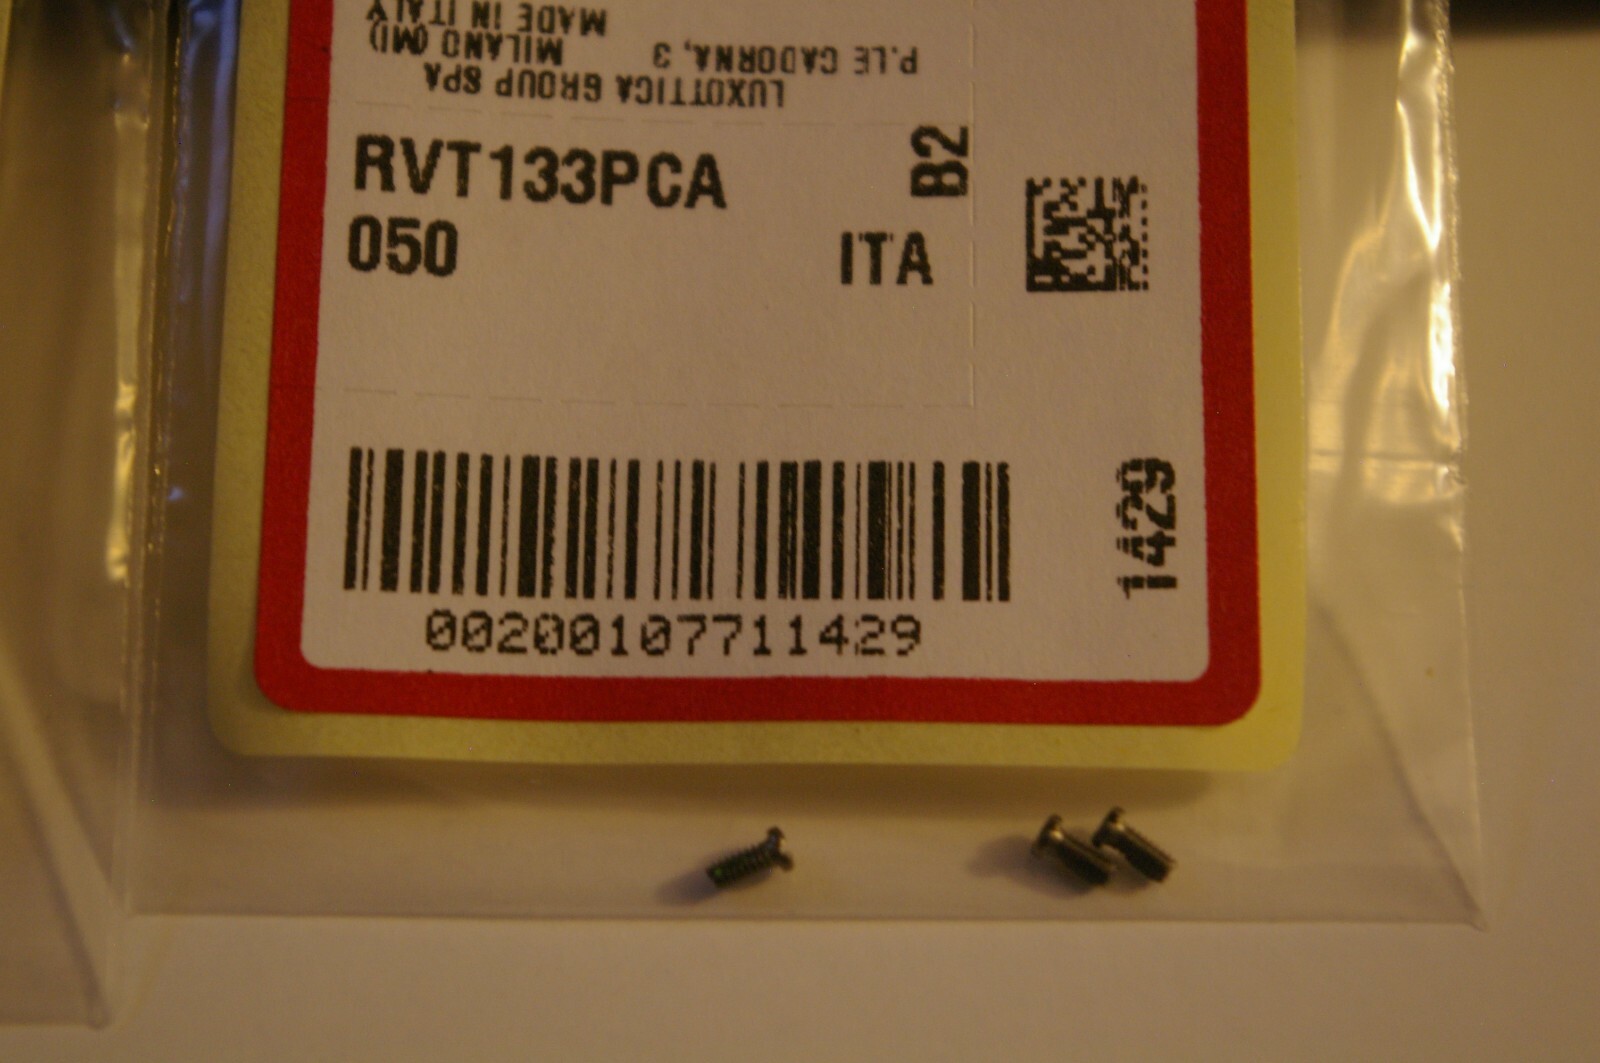 MADE IN ITALY
P.LE CADORNA, 3 MILANO (MI)
LUXOTTICA GROUP SPA
RVT133PCA
B2
050
ITA
1429
00200107711429